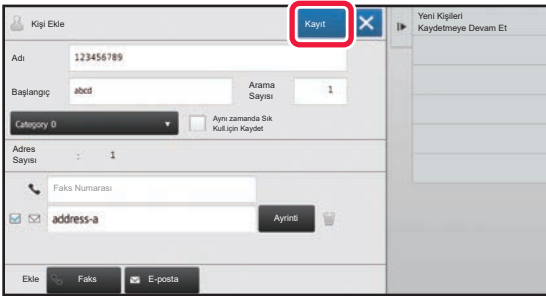 Kişi Ekle
Kayıt
Yeni Kişileri
Kaydetmeye Devam Et
Adı
123456789
Başlangıç
abcd
Arama
Sayısı
1
Category 0
Aynı zamanda Sık
Kull.için Kaydet
Adres
Sayısı
: 1
Faks Numarası
address-a
Ayrinti
Ekle
Faks
E-posta